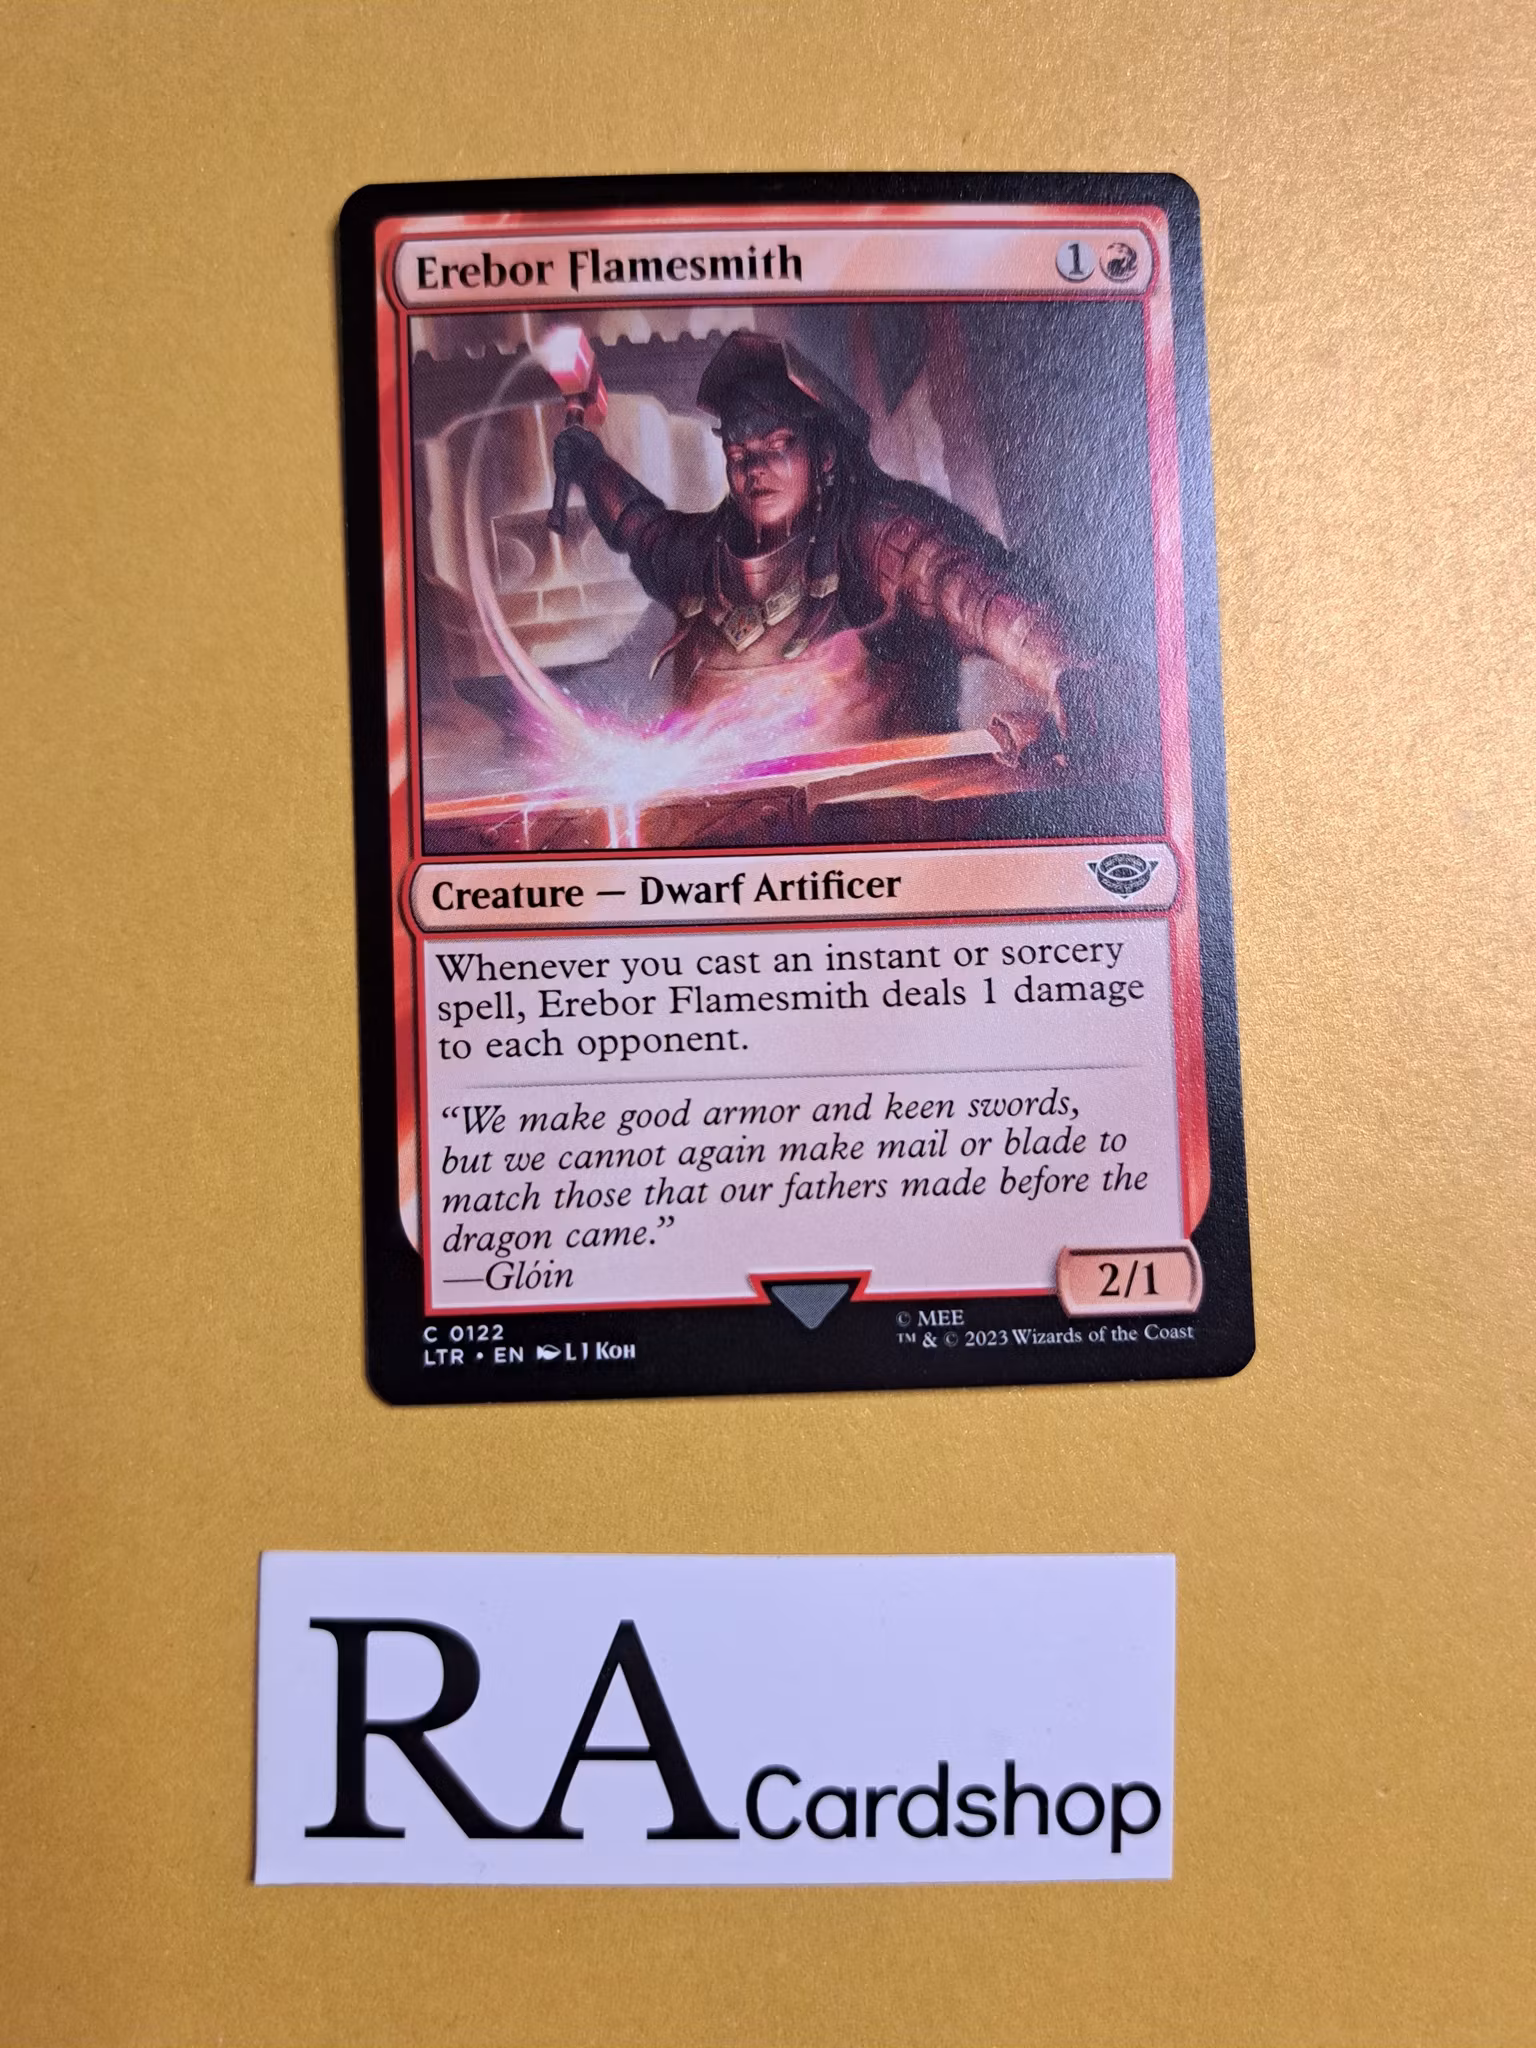 Erebor Flamesmith 1
Creature — Dwarf Artificer
Whenever you cast an instant or sorcery
spell, Erebor Flamesmith deals 1 damage
to each opponent.
“We make good armor and keen swords,
but we cannot again make mail or blade to
match those that our fathers made before the
dragon came.”
—Glóin
2/1
C 0122
LTR • EN LJ KOH
© MEE
™ & © 2023 Wizards of the Coast
RA Cardshop